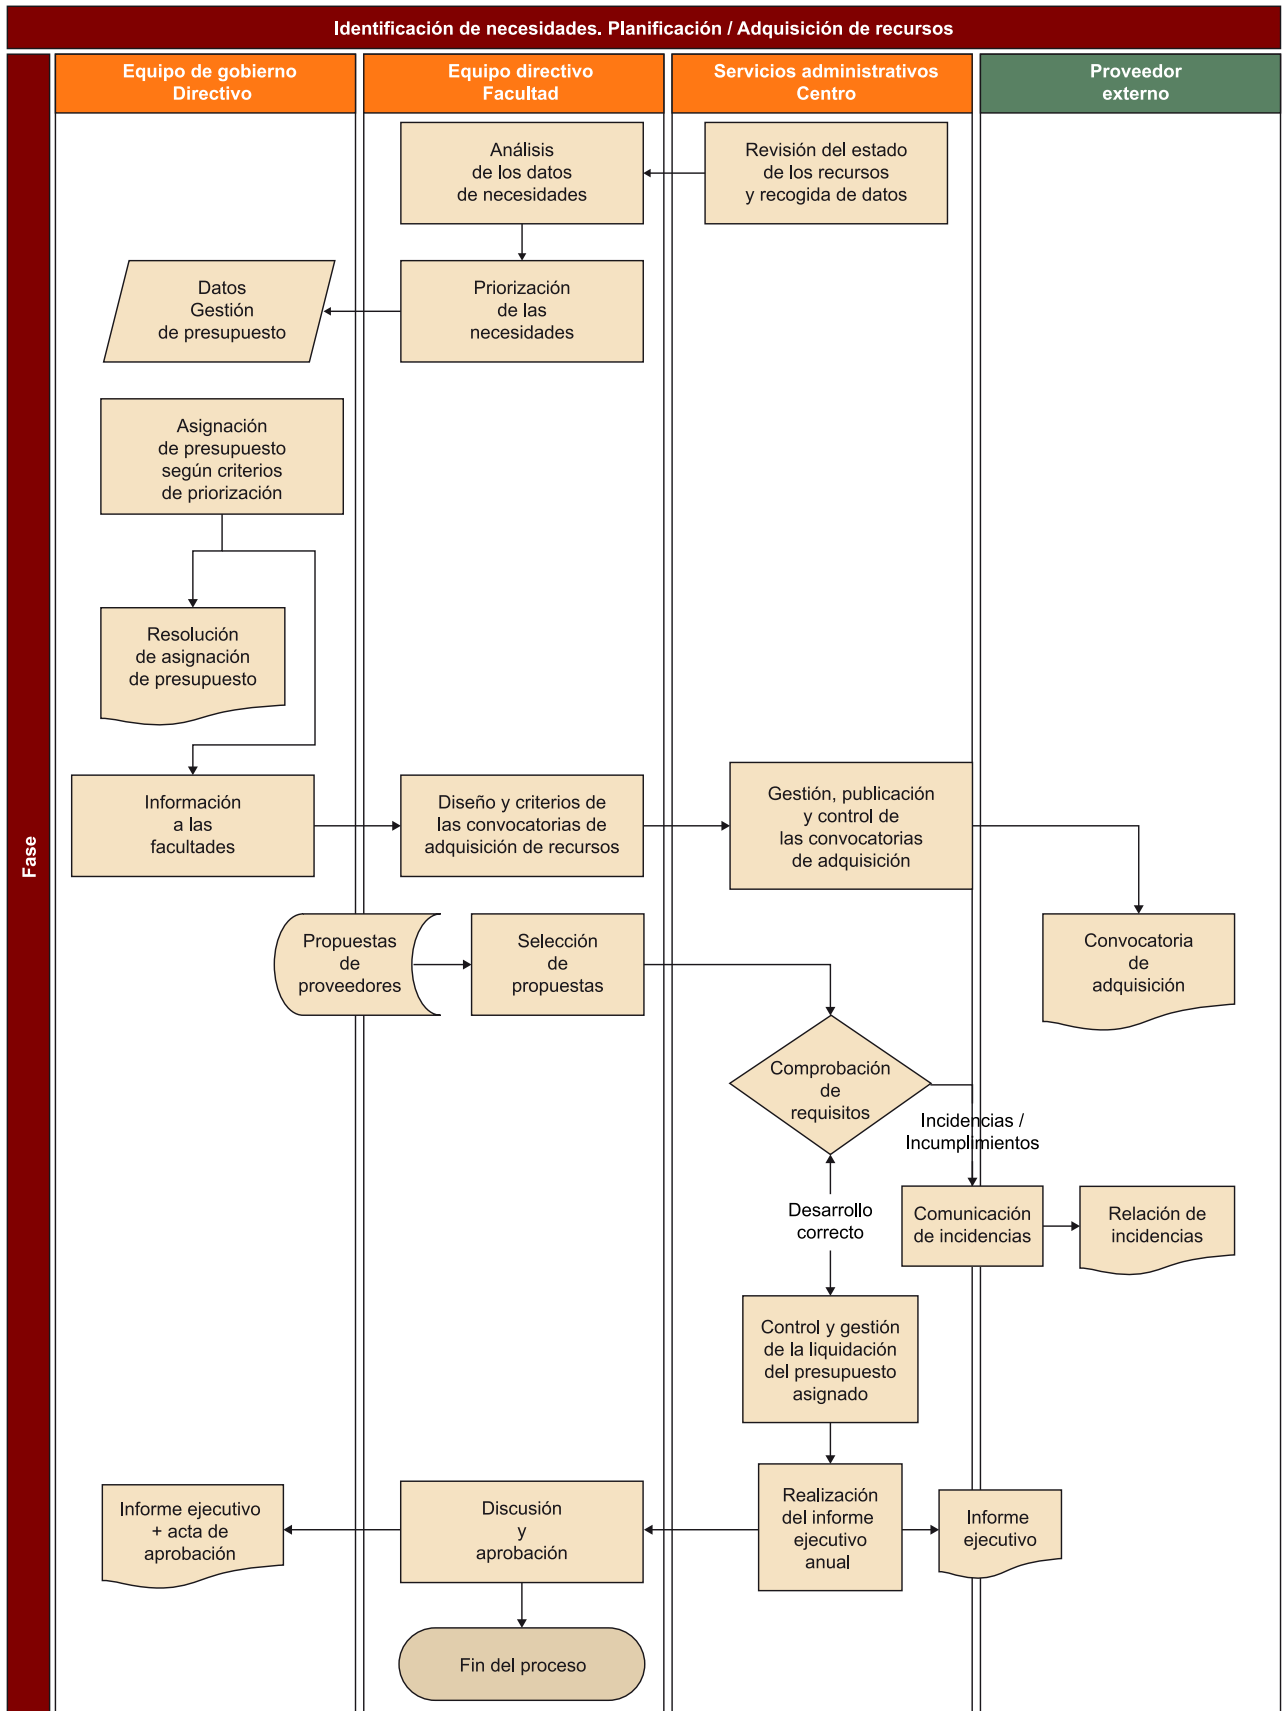 Identificación de necesidades. Planificación / Adquisición de recursos
Equipo de gobierno
Directivo
Equipo directivo
Facultad
Servicios administrativos
Centro
Proveedor
externo
Fase
Análisis
de los datos
de necesidades
Revisión del estado
de los recursos
y recogida de datos
Datos
Gestión
de presupuesto
Priorización
de las
necesidades
Asignación
de presupuesto
según criterios
de priorización
Resolución
de asignación
de presupuesto
Información
a las
facultades
Diseño y criterios de
las convocatorias de
adquisición de recursos
Gestión, publicación
y control de
las convocatorias
de adquisición
Propuestas
de
proveedores
Selección
de
propuestas
Convocatoria
de
adquisición
Comprobación
de
requisitos
Incidencias /
Incumplimientos
Desarrollo
correcto
Comunicación
de incidencias
Relación de
incidencias
Control y gestión
de la liquidación
del presupuesto
asignado
Informe ejecutivo
+ acta de
aprobación
Discusión
y
aprobación
Realización
del informe
ejecutivo
anual
Informe
ejecutivo
Fin del proceso